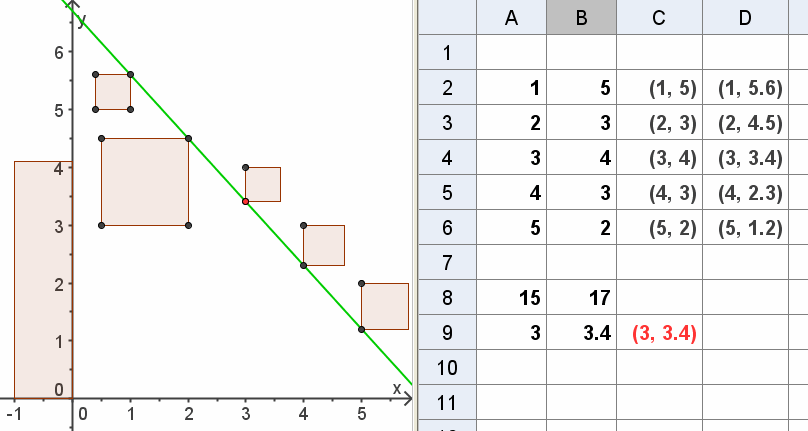 y
6
5
4
3
2
1
0
-1 0 1 2 3 4 5
x
A B C D
1
2 1 5 (1, 5) (1, 5.6)
3 2 3 (2, 3) (2, 4.5)
4 3 4 (3, 4) (3, 3.4)
5 4 3 (4, 3) (4, 2.3)
6 5 2 (5, 2) (5, 1.2)
7
8 15 17
9 3 3.4 (3, 3.4)
10
11